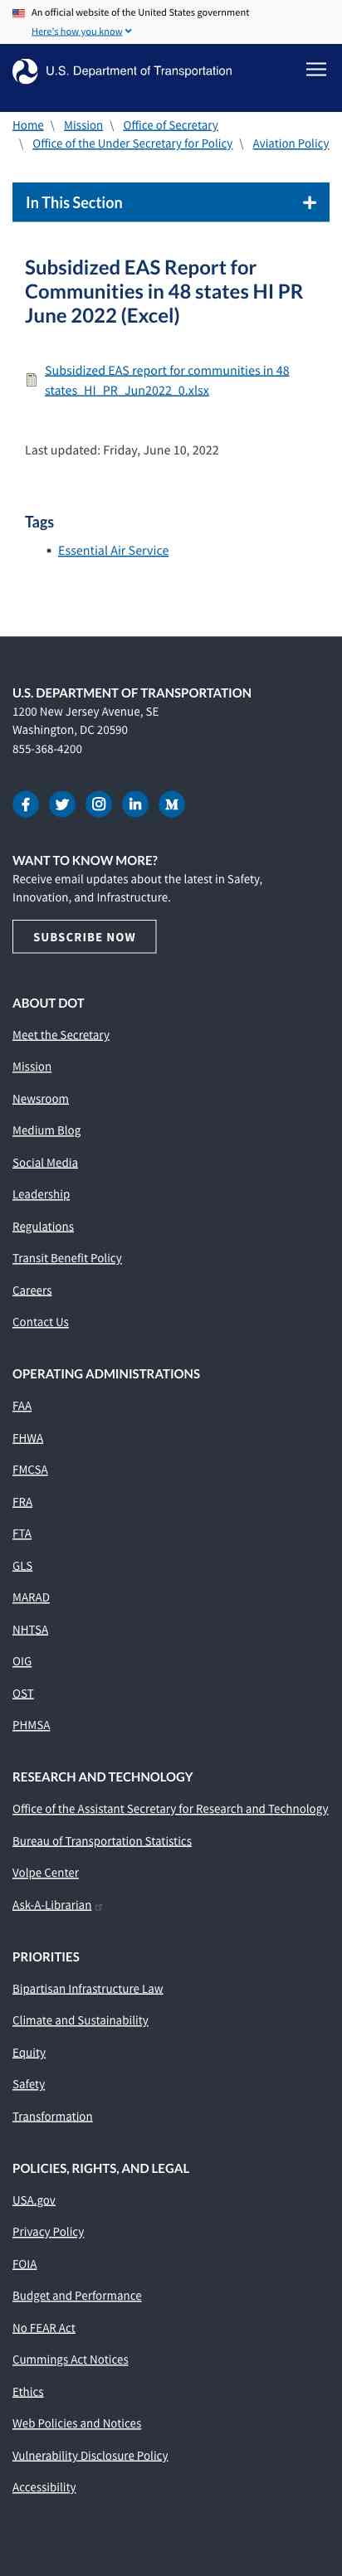 An official website of the United States government
Here's how you know
U.S. Department of Transportation
Home \ Mission \ Office of Secretary
\ Office of the Under Secretary for Policy \ Aviation Policy
In This Section
Subsidized EAS Report for
Communities in 48 states HI PR
June 2022 (Excel)
Subsidized EAS report for communities in 48
states_HI_PR_Jun2022_0.xlsx
Last updated: Friday, June 10, 2022
Tags
Essential Air Service
U.S. DEPARTMENT OF TRANSPORTATION
1200 New Jersey Avenue, SE
Washington, DC 20590
855-368-4200
WANT TO KNOW MORE?
Receive email updates about the latest in Safety,
Innovation, and Infrastructure.
SUBSCRIBE NOW
ABOUT DOT
Meet the Secretary
Mission
Newsroom
Medium Blog
Social Media
Leadership
Regulations
Transit Benefit Policy
Careers
Contact Us
OPERATING ADMINISTRATIONS
FAA
FHWA
FMCSA
FRA
FTA
GLS
MARAD
NHTSA
OIG
OST
PHMSA
RESEARCH AND TECHNOLOGY
Office of the Assistant Secretary for Research and Technology
Bureau of Transportation Statistics
Volpe Center
Ask-A-Librarian
PRIORITIES
Bipartisan Infrastructure Law
Climate and Sustainability
Equity
Safety
Transformation
POLICIES, RIGHTS, AND LEGAL
USA.gov
Privacy Policy
FOIA
Budget and Performance
No FEAR Act
Cummings Act Notices
Ethics
Web Policies and Notices
Vulnerability Disclosure Policy
Accessibility